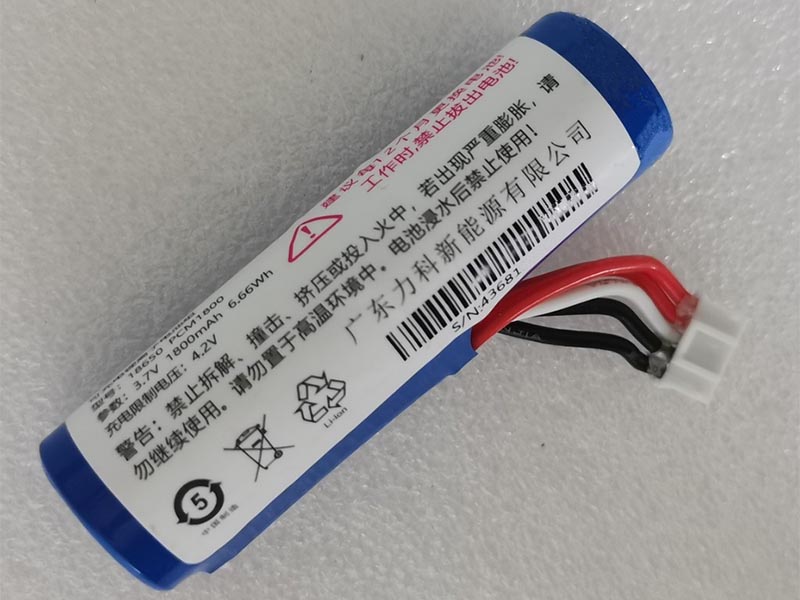 建议每12个月更换电池!
工作时,禁止拔出电池!
型号：18650 PCM1800
参数：3.7V 1800mAh 6.66Wh
充电限制电压：4.2V
警告：禁止拆解、撞击、挤压或投入火中，若出现严重膨胀，请
勿继续使用。请勿置于高温环境中．电池浸水后禁止使用!
广东力科新能源有限公司
S/N:43681
Li-ion
5
中国制造